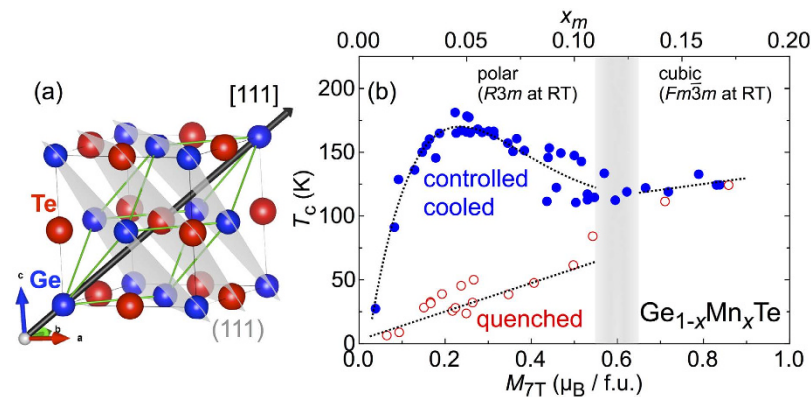 (a)
[111]
Te
Ge
(111)
c
b
a
x_m
0.00 0.05 0.10 0.15 0.20
(b)
polar
(R3m at RT)
cubic
(Fm3̅m at RT)
controlled
cooled
quenched
Ge₁₋ₓMnₓTe
T_c (K)
200
150
100
50
0
0.0 0.2 0.4 0.6 0.8 1.0
M_7T (μ_B / f.u.)